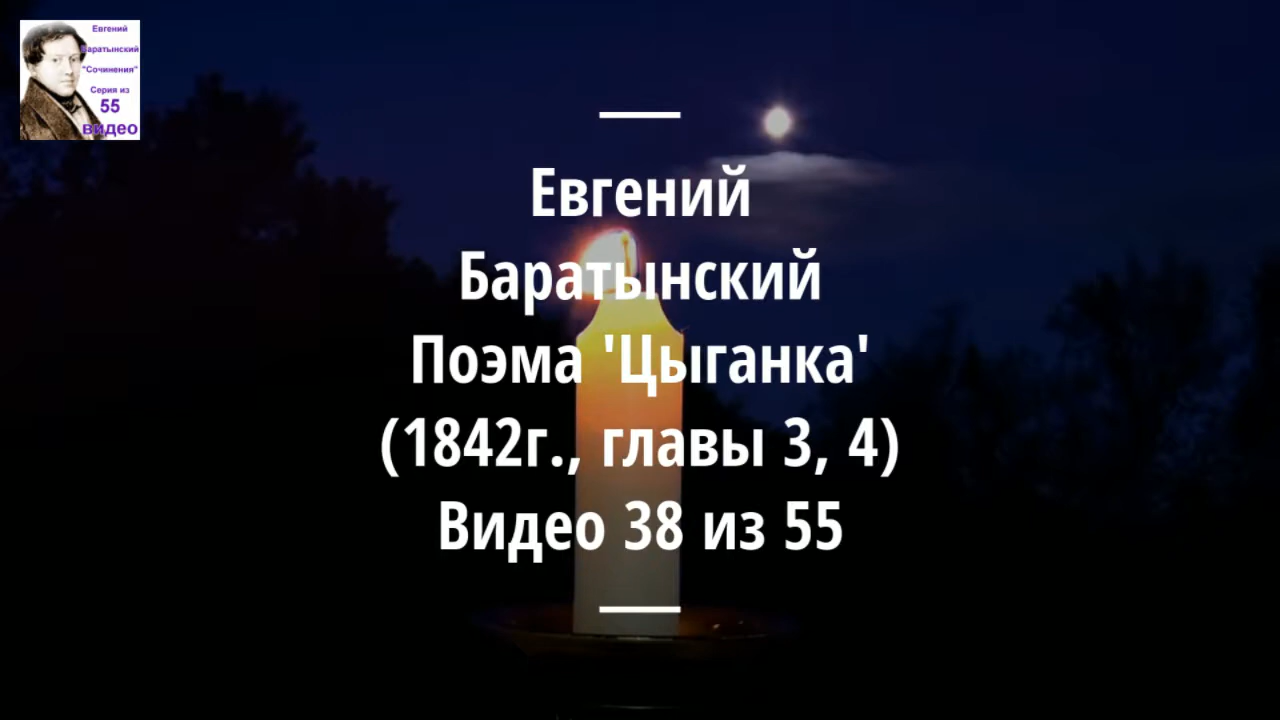 Евгений
Баратынский
"Сочинения"
Серия из
55
видео
Евгений
Баратынский
Поэма 'Цыганка'
(1842г., главы 3, 4)
Видео 38 из 55